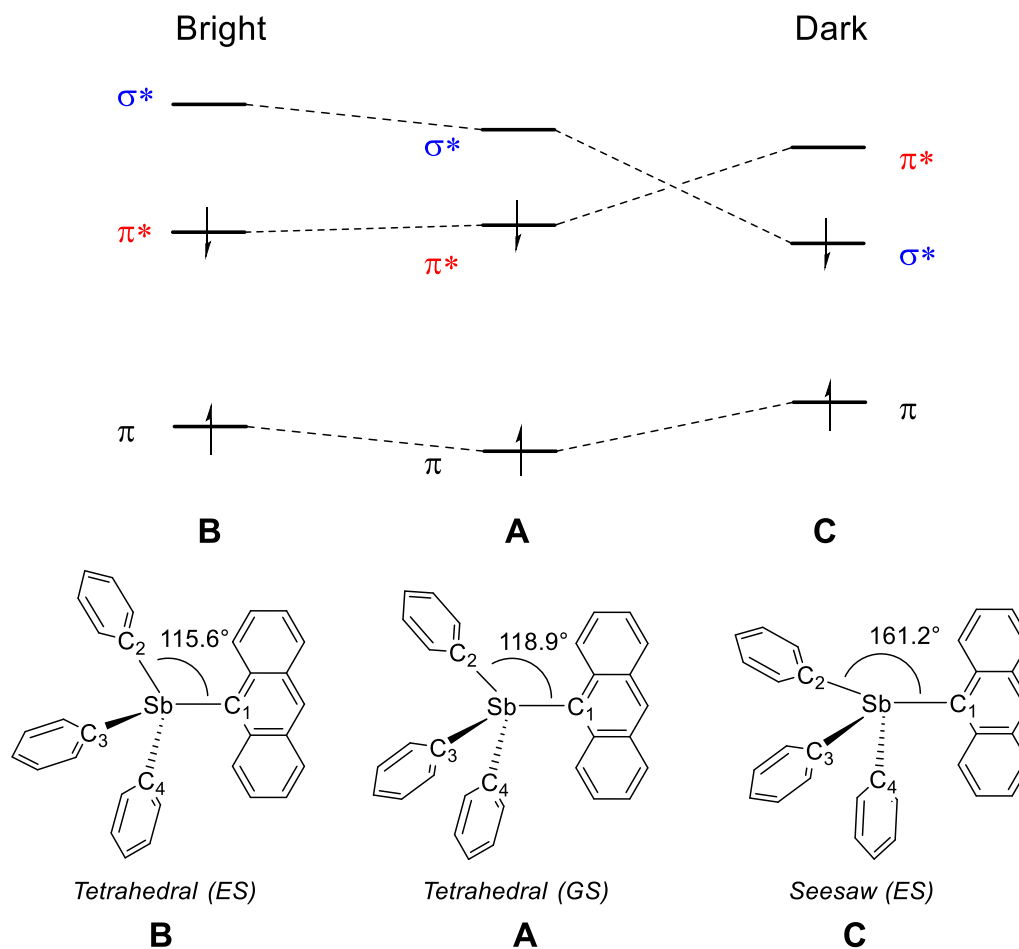 Bright Dark
σ*
σ*
π*
π*
π*
σ*
π
π
π
B A C
115.6° 118.9° 161.2°
C2 C2 C2
Sb C1 Sb C1 Sb C1
C3 C3 C3
C4 C4 C4
Tetrahedral (ES) Tetrahedral (GS) Seesaw (ES)
B A C